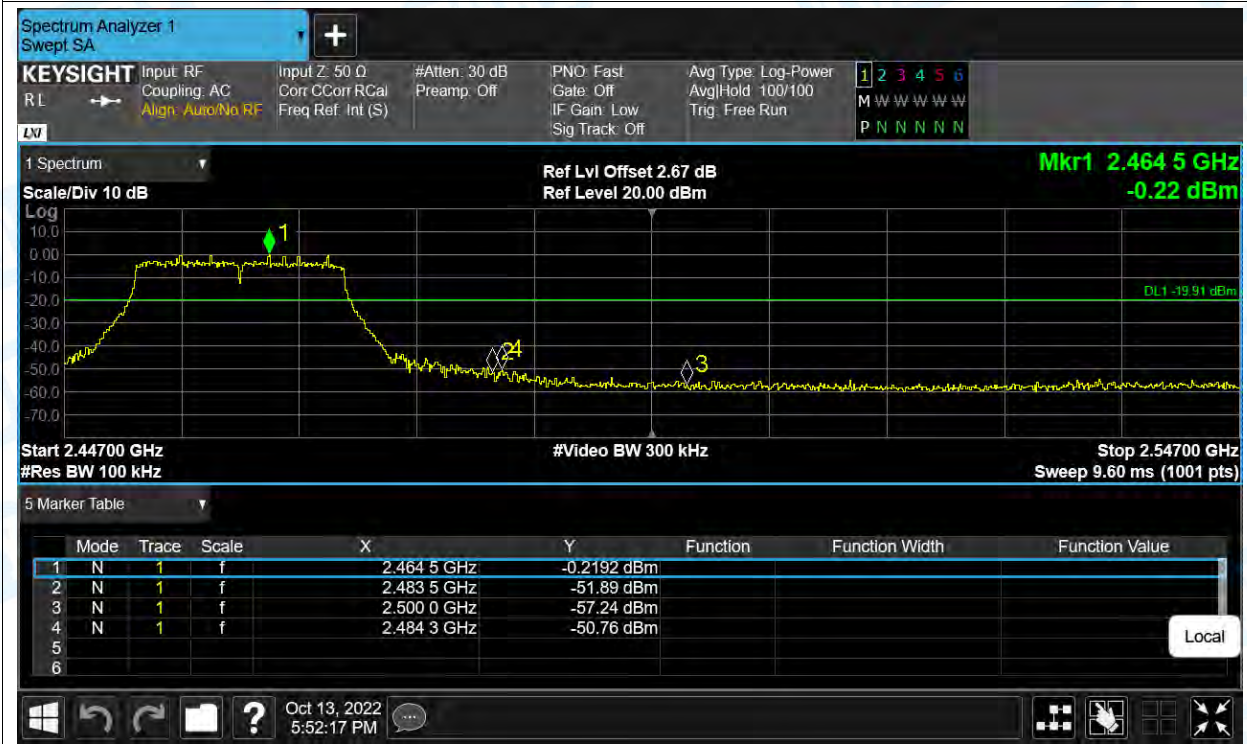 Spectrum Analyzer 1
Swept SA
+
KEYSIGHT Input: RF Input Z: 50 Ω #Atten: 30 dB PNO: Fast Avg Type: Log-Power 1 2 3 4 5 6
R L Coupling: AC Corr CCorr RCal Preamp: Off Gate: Off Avg|Hold: 100/100 M W W W W W
Align: Auto/No RF Freq Ref: Int (S) IF Gain: Low Trig: Free Run
LXI Sig Track: Off P N N N N N
1 Spectrum Ref Lvl Offset 2.67 dB Mkr1 2.464 5 GHz
Scale/Div 10 dB Ref Level 20.00 dBm -0.22 dBm
Log
10.0
1
0.00
-10.0
DL1 -19.91 dBm
-20.0
-30.0
-40.0
2 4
-50.0
3
-60.0
-70.0
Start 2.44700 GHz #Video BW 300 kHz Stop 2.54700 GHz
#Res BW 100 kHz Sweep 9.60 ms (1001 pts)
5 Marker Table
Mode Trace Scale X Y Function Function Width Function Value
1 N 1 f 2.464 5 GHz -0.2192 dBm
2 N 1 f 2.483 5 GHz -51.89 dBm
3 N 1 f 2.500 0 GHz -57.24 dBm
4 N 1 f 2.484 3 GHz -50.76 dBm
5
6
Local
? Oct 13, 2022
5:52:17 PM